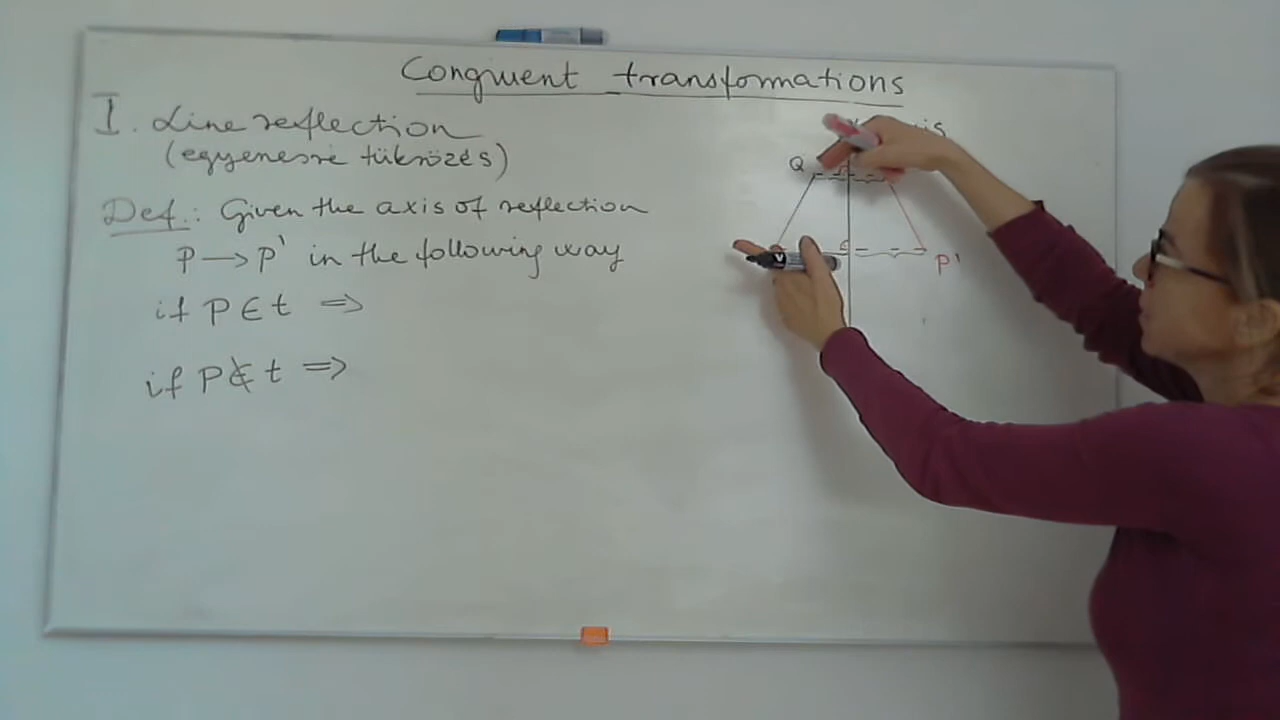 Congruent transformations
I. Line reflection
(egyenesre tükrözés)
Def.: Given the axis of reflection
P → P' in the following way
if P ∈ t ⇒
if P ∉ t ⇒
Q
P'